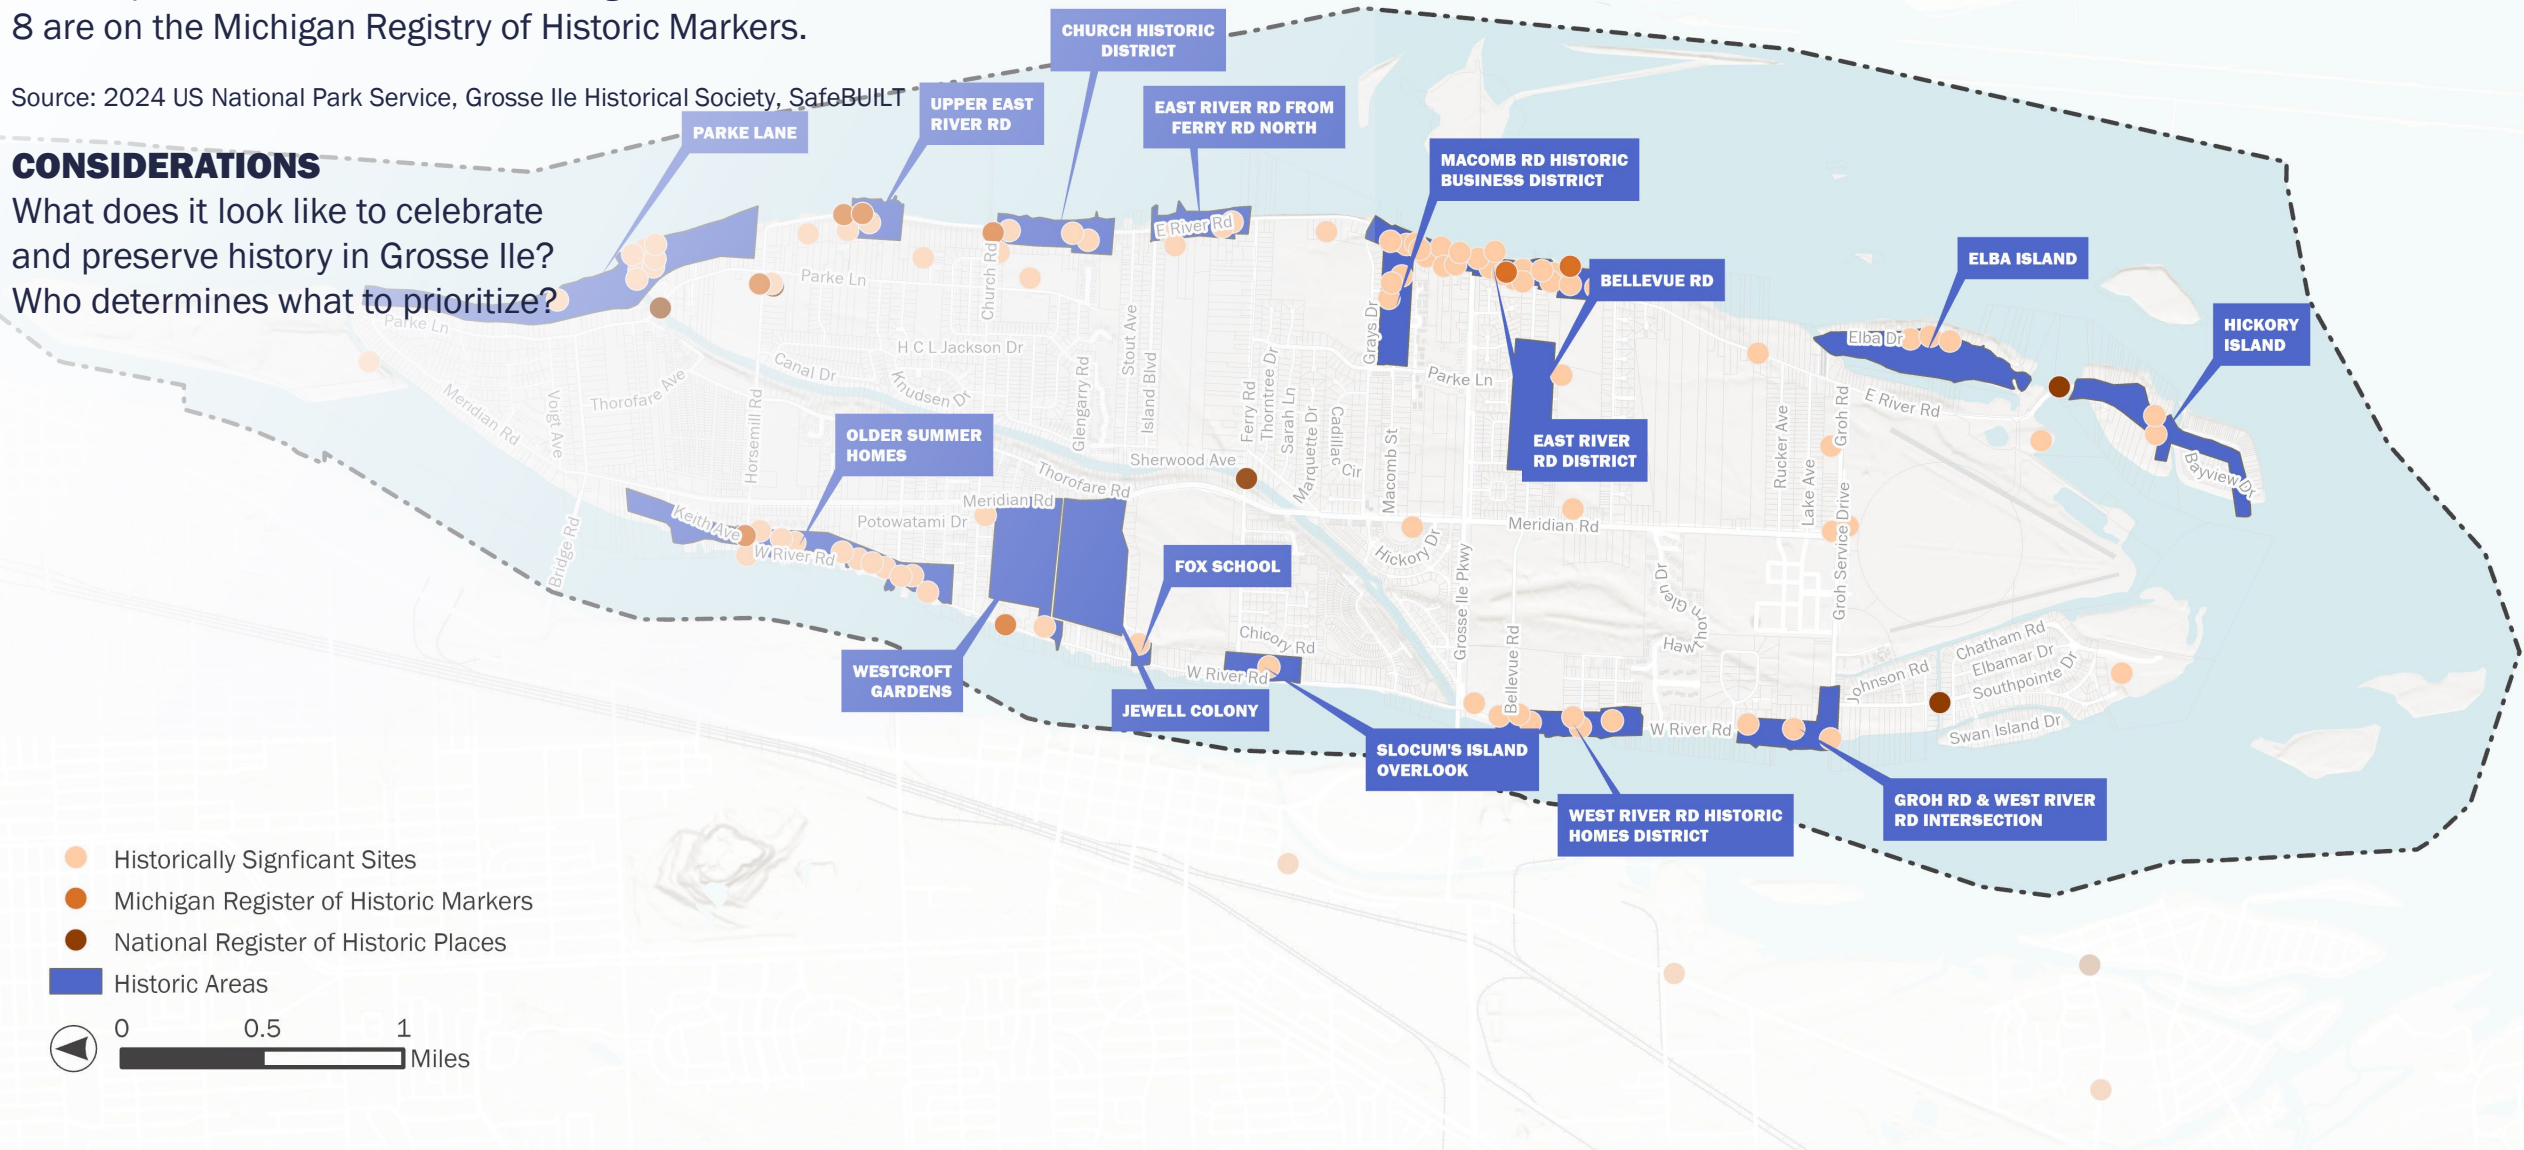 8 are on the Michigan Registry of Historic Markers.
Source: 2024 US National Park Service, Grosse Ile Historical Society, SafeBUILT
CONSIDERATIONS
What does it look like to celebrate
and preserve history in Grosse Ile?
Who determines what to prioritize?
CHURCH HISTORIC
DISTRICT
UPPER EAST
RIVER RD
EAST RIVER RD FROM
FERRY RD NORTH
PARKE LANE
MACOMB RD HISTORIC
BUSINESS DISTRICT
BELLEVUE RD
ELBA ISLAND
HICKORY
ISLAND
OLDER SUMMER
HOMES
EAST RIVER
RD DISTRICT
FOX SCHOOL
WESTCROFT
GARDENS
JEWELL COLONY
SLOCUM'S ISLAND
OVERLOOK
WEST RIVER RD HISTORIC
HOMES DISTRICT
GROH RD & WEST RIVER
RD INTERSECTION
E River Rd
Parke Ln
Church Rd
Parke Ln
H C L Jackson Dr
Stout Ave
Grays Dr
Elba Dr
Meridian Rd
Voigt Ave
Thorofare Ave
Canal Dr
Knudsen Dr
Horsemill Rd
Glengarry Rd
Island Blvd
Ferry Rd
Thorntree Dr
Sarah Ln
Marquette Dr
Cadillac
Cir
Macomb St
Parke Ln
Rucker Ave
Lake Ave
Groh Rd
E River Rd
Bayview Dr
Sherwood Ave
Thorofare Rd
Meridian Rd
Potowatami Dr
Keith Ave
W River Rd
Bridge Rd
Hickory Dr
Grosse Ile Pkwy
Meridian Rd
Groh Service Drive
Glen Dr
Haw
Thor
n
Chicory Rd
W River Rd
Bellevue Rd
W River Rd
Johnson Rd
Chatham Rd
Elbamar Dr
Southpointe Dr
Swan Island Dr
Historically Signficant Sites
Michigan Register of Historic Markers
National Register of Historic Places
Historic Areas
0 0.5 1
Miles